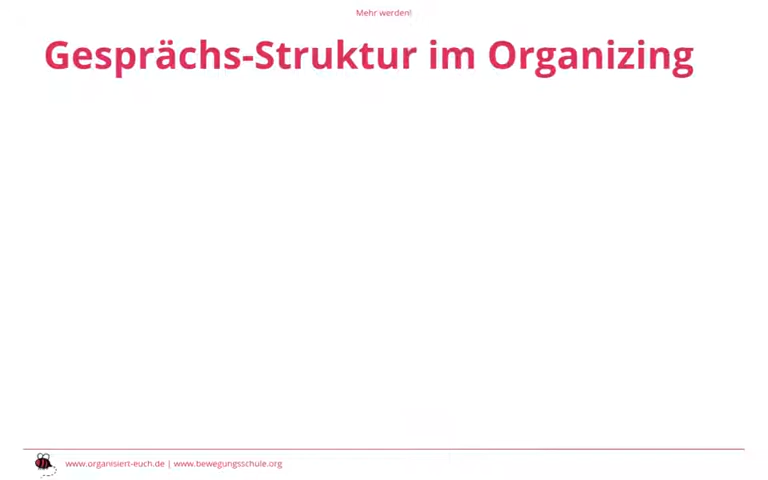 Mehr werden!
Gesprächs-Struktur im Organizing
www.organisiert-euch.de | www.bewegungsschule.org